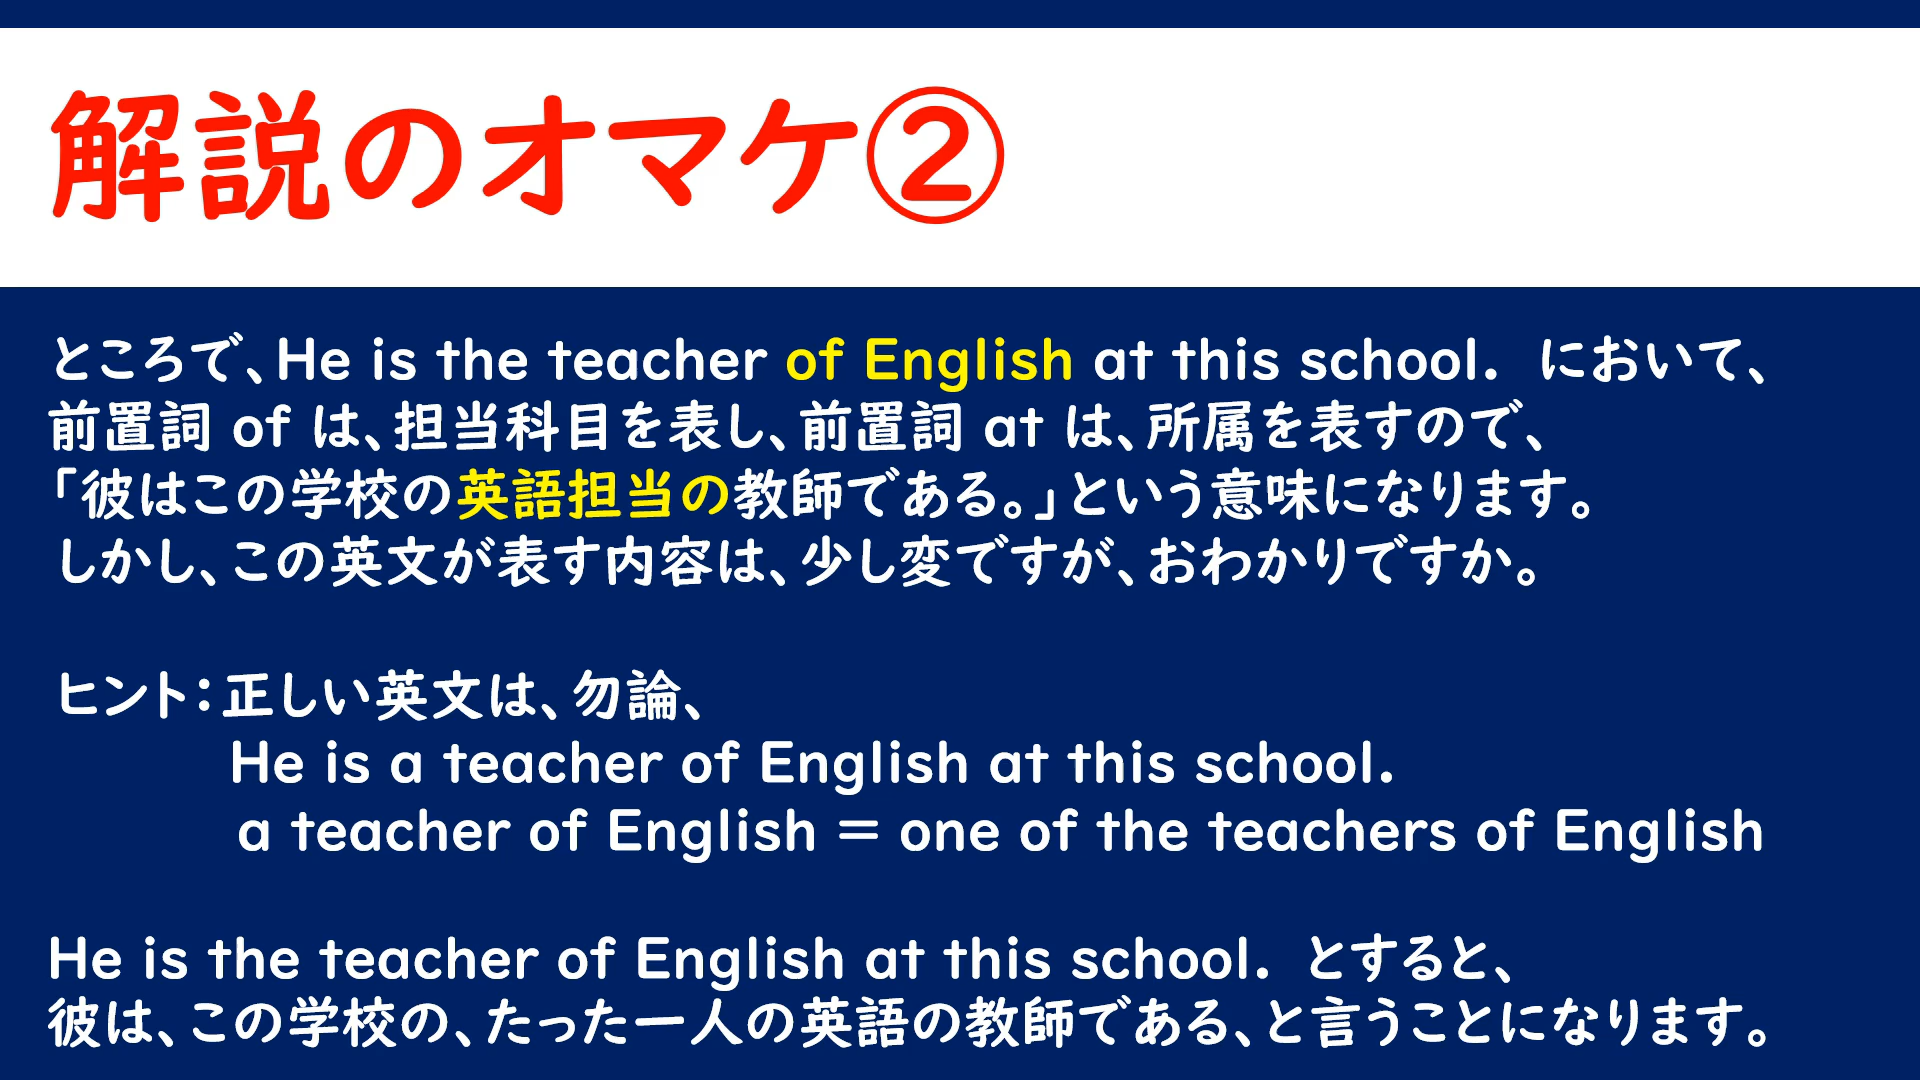 解説のオマケ②
ところで、He is the teacher of English at this school. において、
前置詞 of は、担当科目を表し、前置詞 at は、所属を表すので、
「彼はこの学校の英語担当の教師である。」という意味になります。
しかし、この英文が表す内容は、少し変ですが、おわかりですか。
ヒント：正しい英文は、勿論、
He is a teacher of English at this school.
a teacher of English = one of the teachers of English
He is the teacher of English at this school. とすると、
彼は、この学校の、たった一人の英語の教師である、と言うことになります。